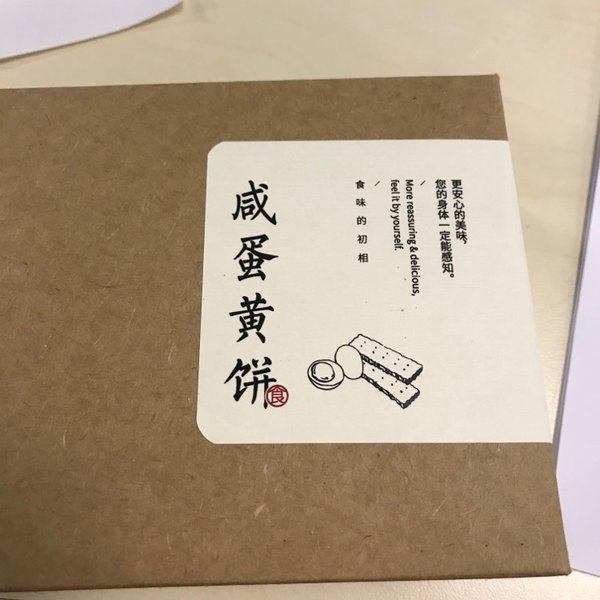 更安心的美味，
您的身体一定能感知。
More reassuring & delicious,
feel it by yourself.
食味的初相
咸蛋黄饼
食